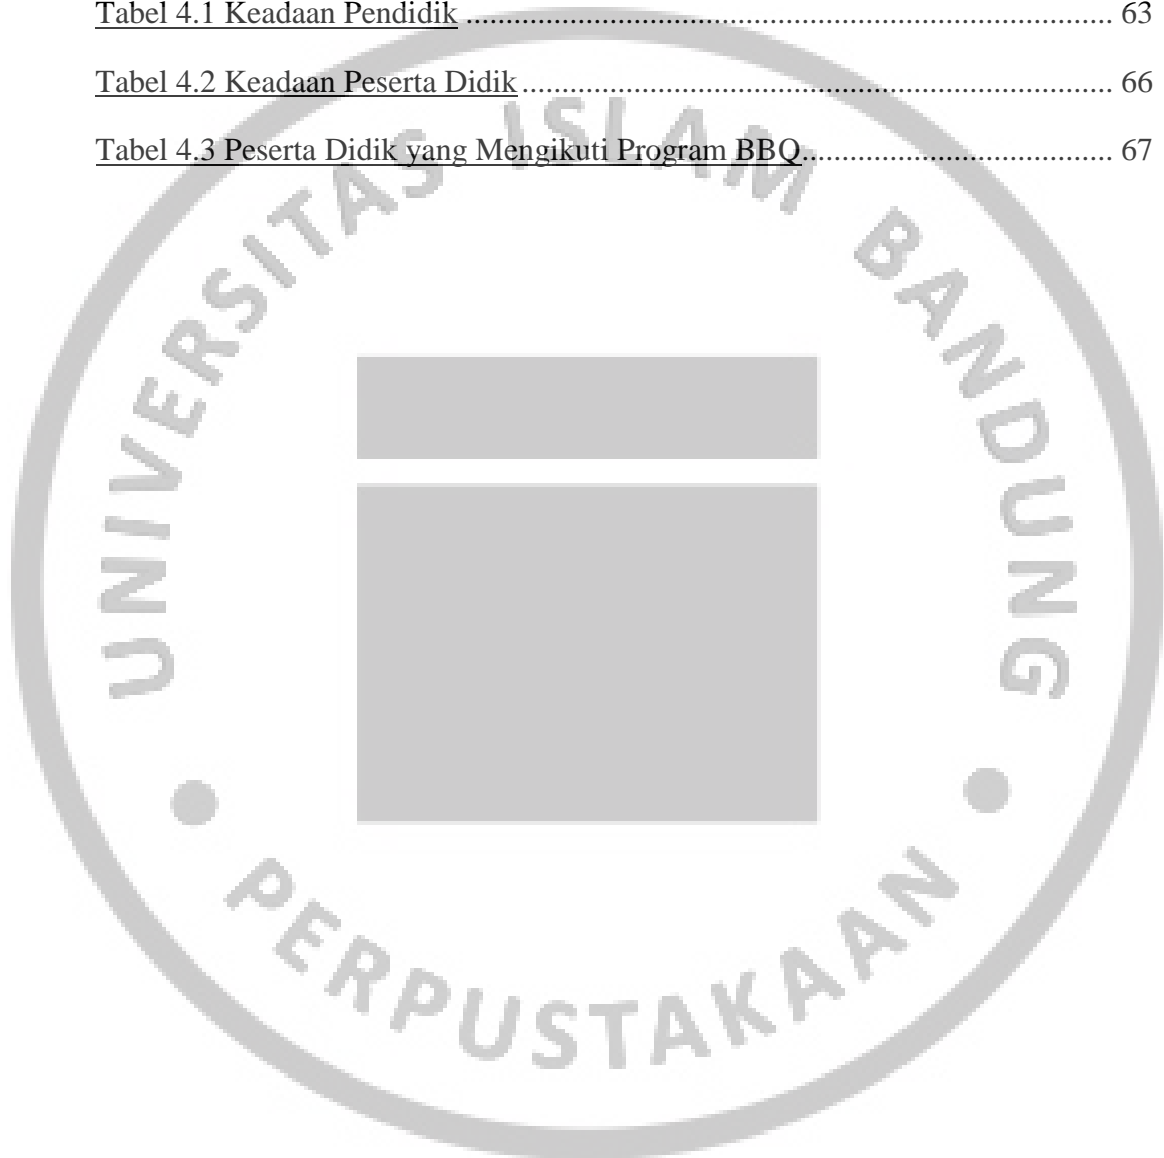 Tabel 4.1 Keadaan Pendidik ................................................................................. 63
Tabel 4.2 Keadaan Peserta Didik .......................................................................... 66
Tabel 4.3 Peserta Didik yang Mengikuti Program BBQ....................................... 67
UNIVERSITAS ISLAM BANDUNG
• PERPUSTAKAAN •